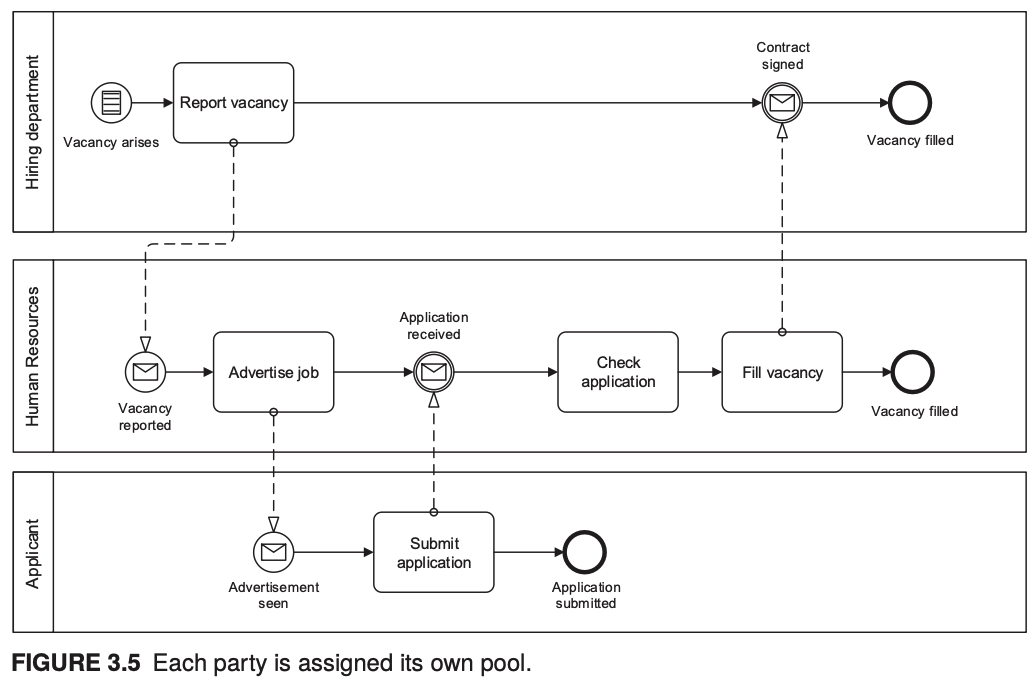 Hiring department
Vacancy arises
Report vacancy
Contract
signed
Vacancy filled
Human Resources
Vacancy
reported
Advertise job
Application
received
Check
application
Fill vacancy
Vacancy filled
Applicant
Advertisement
seen
Submit
application
Application
submitted
FIGURE 3.5 Each party is assigned its own pool.